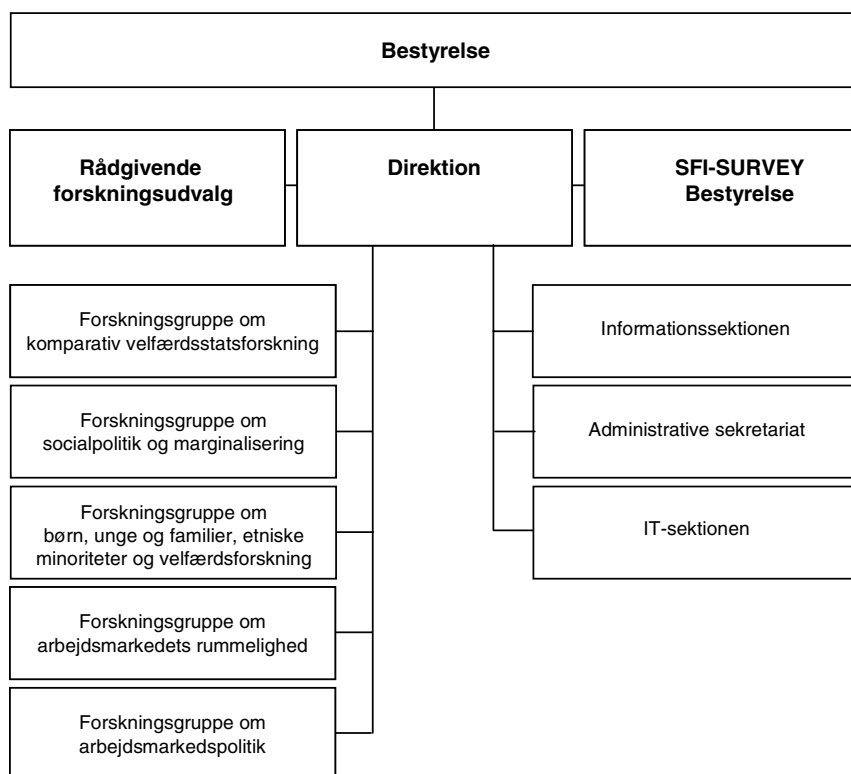 Bestyrelse
Rådgivende
forskningsudvalg
Direktion
SFI-SURVEY
Bestyrelse
Forskningsgruppe om
komparativ velfærdsstatsforskning
Forskningsgruppe om
socialpolitik og marginalisering
Forskningsgruppe om
børn, unge og familier, etniske
minoriteter og velfærdsforskning
Forskningsgruppe om
arbejdsmarkedets rummelighed
Forskningsgruppe om
arbejdsmarkedspolitik
Informationssektionen
Administrative sekretariat
IT-sektionen